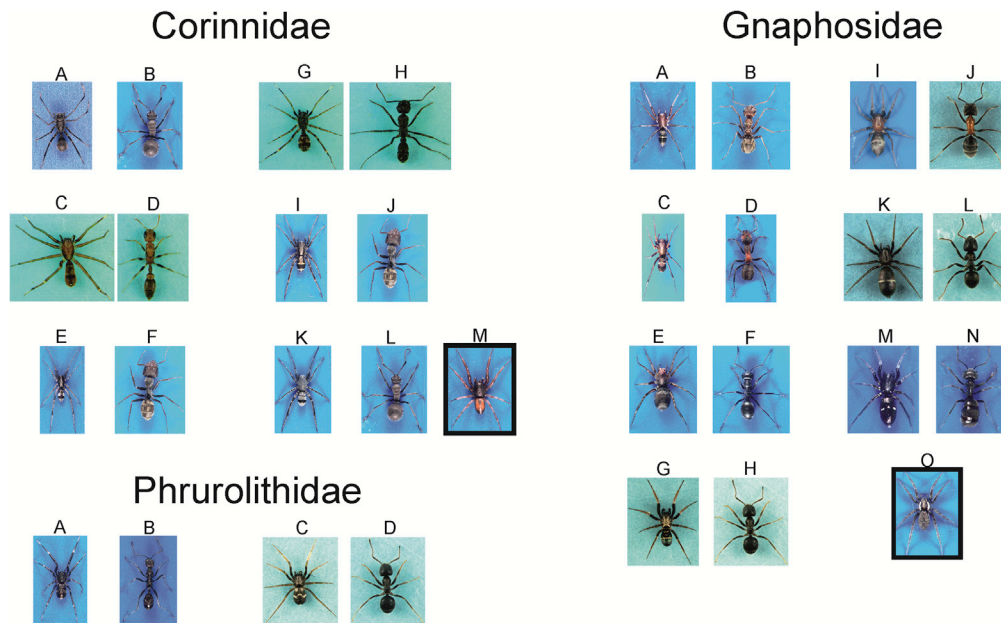 Corinnidae
A B G H
C D I J
E F K L M
Phrurolithidae
A B C D
Gnaphosidae
A B I J
C D K L
E F M N
G H O